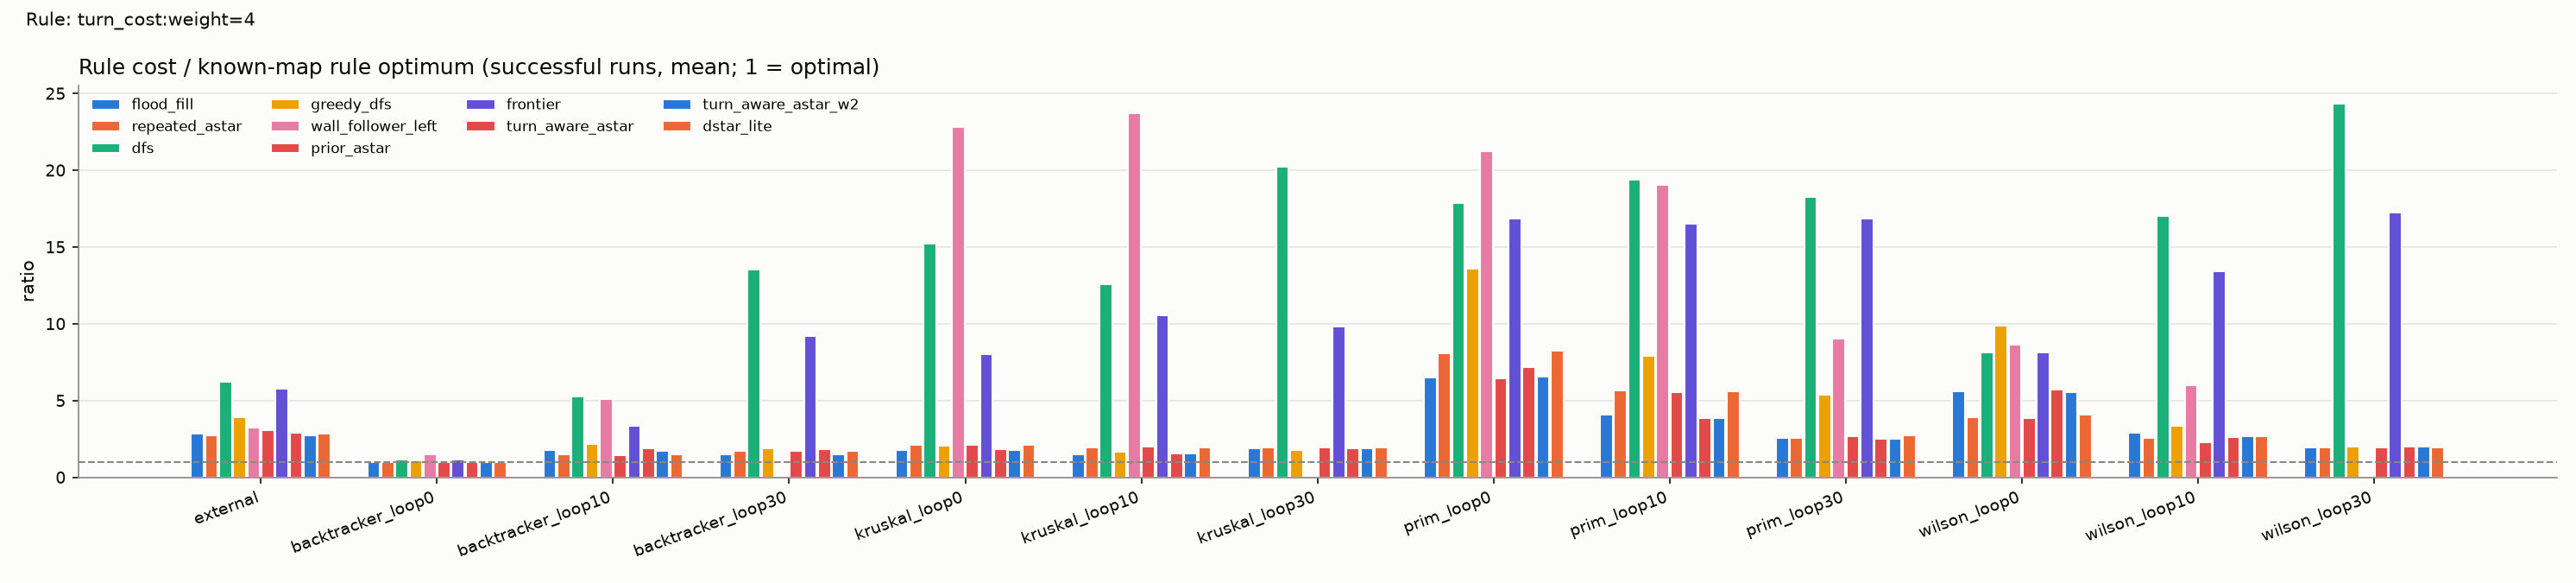 Rule: turn_cost:weight=4
Rule cost / known-map rule optimum (successful runs, mean; 1 = optimal)
25
20
15
10
5
0
ratio
flood_fill
repeated_astar
dfs
greedy_dfs
wall_follower_left
prior_astar
frontier
turn_aware_astar
turn_aware_astar_w2
dstar_lite
external
backtracker_loop0
backtracker_loop10
backtracker_loop30
kruskal_loop0
kruskal_loop10
kruskal_loop30
prim_loop0
prim_loop10
prim_loop30
wilson_loop0
wilson_loop10
wilson_loop30